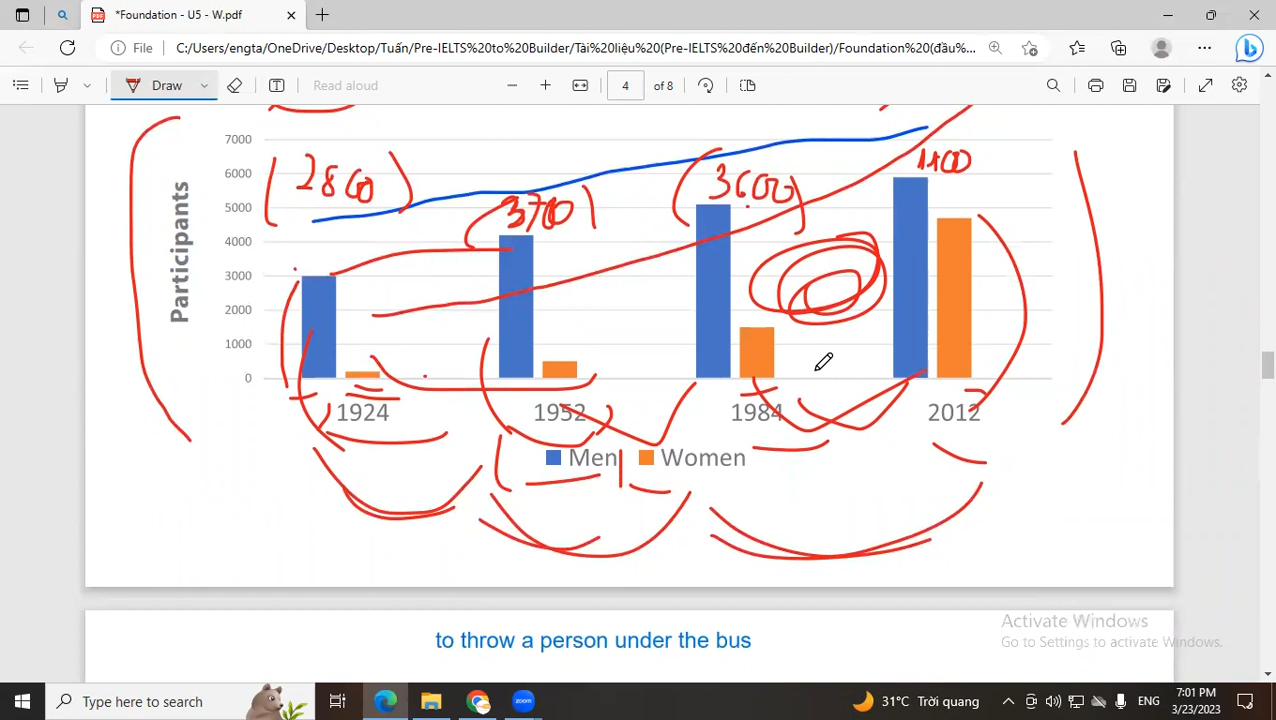 *Foundation - U5 - W.pdf
File C:/Users/engta/OneDrive/Desktop/Tuấn/Pre-IELTS%20to%20Builder/Tài%20liệu%20(Pre-IELTS%20đến%20Builder)/Foundation%20(đầu%...
Draw Read aloud 4 of 8
7000
6000
5000
4000
3000
2000
1000
0
Participants
2800
3700
3600
1400
1924 1952 1984 2012
Men Women
to throw a person under the bus
Activate Windows
Go to Settings to activate Windows.
Type here to search
zoom
31°C Trời quang
ENG
7:01 PM
3/23/2023